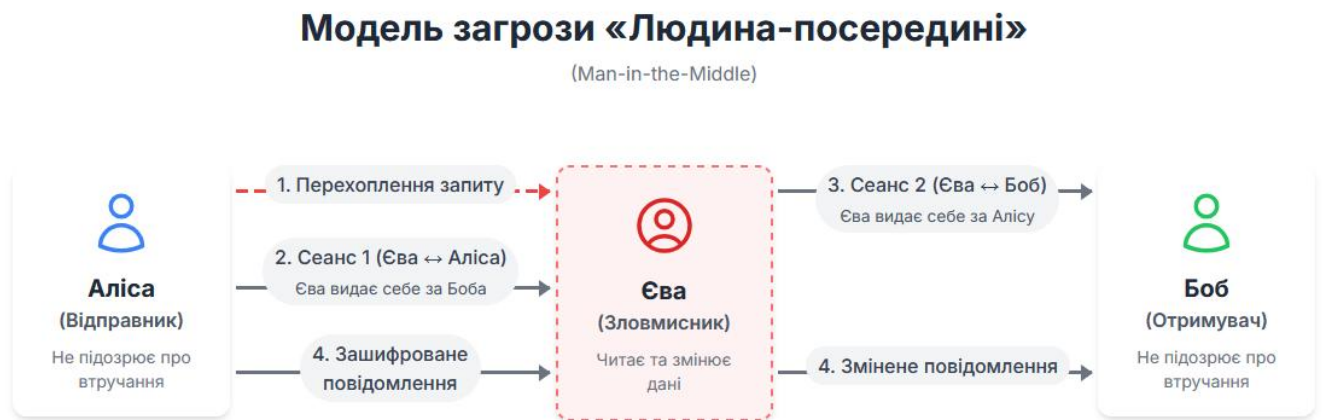 Модель загрози «Людина-посередині»
(Man-in-the-Middle)
Аліса
(Відправник)
Не підозрює про
втручання
1. Перехоплення запиту
2. Сеанс 1 (Єва ↔ Аліса)
Єва видає себе за Боба
4. Зашифроване
повідомлення
Єва
(Зловмисник)
Читає та змінює
дані
3. Сеанс 2 (Єва ↔ Боб)
Єва видає себе за Алісу
4. Змінене повідомлення
Боб
(Отримувач)
Не підозрює про
втручання